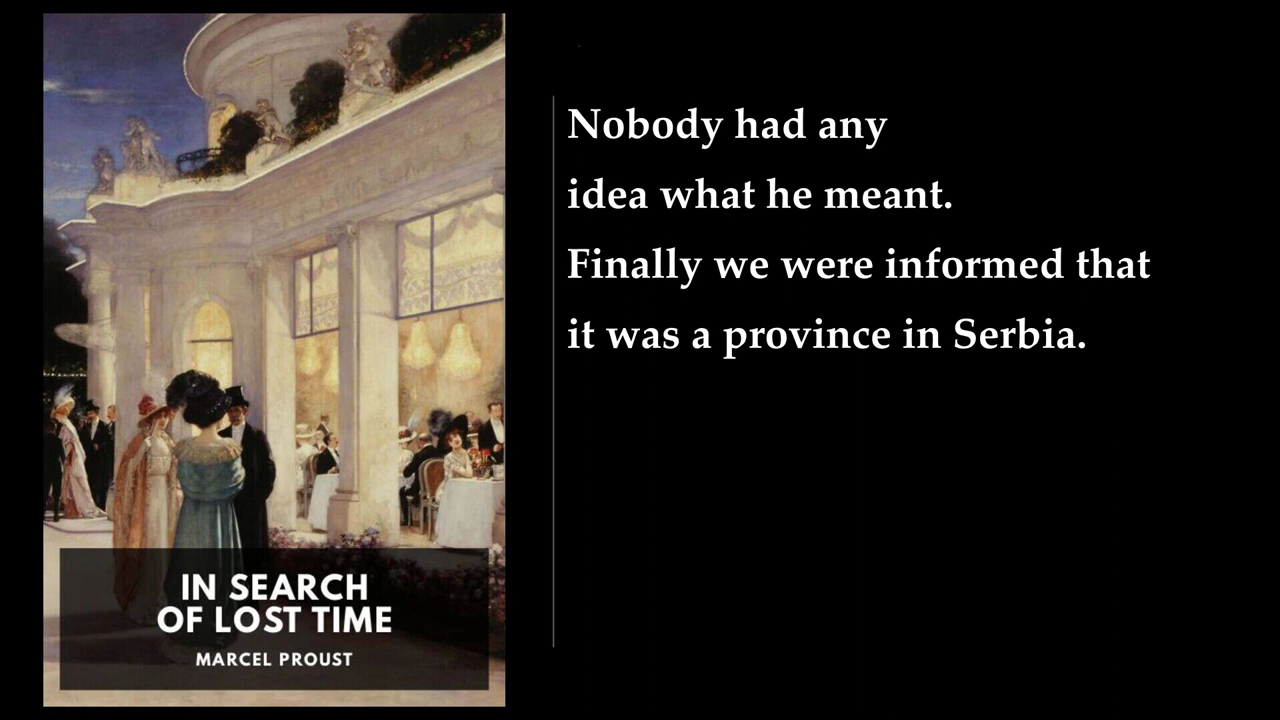 IN SEARCH
OF LOST TIME
MARCEL PROUST
Nobody had any
idea what he meant.
Finally we were informed that
it was a province in Serbia.